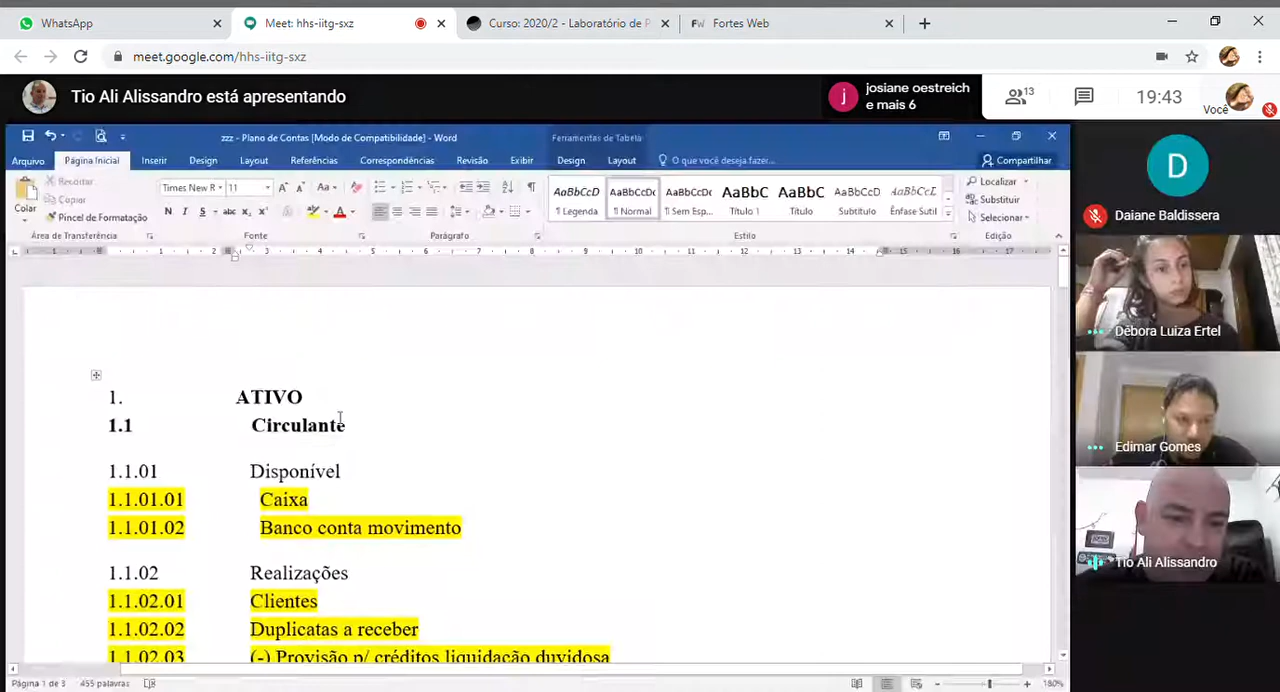 WhatsApp
Meet: hhs-iitg-sxz
Curso: 2020/2 - Laboratório de P
FW Fortes Web
meet.google.com/hhs-iitg-sxz
Tio Ali Alissandro está apresentando
j
josiane oestreich
e mais 6
13
19:43
Você
zzz - Plano de Contas [Modo de Compatibilidade] - Word
Ferramentas de Tabela
Arquivo
Página Inicial
Inserir
Design
Layout
Referências
Correspondências
Revisão
Exibir
Design
Layout
O que você deseja fazer...
Compartilhar
Colar
Recortar
Copiar
Pincel de Formatação
Área de Transferência
Times New R
11
Fonte
Parágrafo
AaBbCcD
¶ Legenda
AaBbCcDc
¶ Normal
AaBbCcDc
¶ Sem Esp...
AaBbC
Título 1
AaBbC
Título
AaBbCcD
Subtítulo
AaBbCcL
Ênfase Sutil
Estilo
Localizar
Substituir
Selecionar
Edição
D
Daiane Baldissera
Débora Luiza Ertel
Edimar Gomes
Tio Ali Alissandro
1. ATIVO
1.1 Circulante
1.1.01 Disponível
1.1.01.01 Caixa
1.1.01.02 Banco conta movimento
1.1.02 Realizações
1.1.02.01 Clientes
1.1.02.02 Duplicatas a receber
1.1.02.03 (-) Provisão p/ créditos liquidação duvidosa
Página 1 de 3
455 palavras
180%